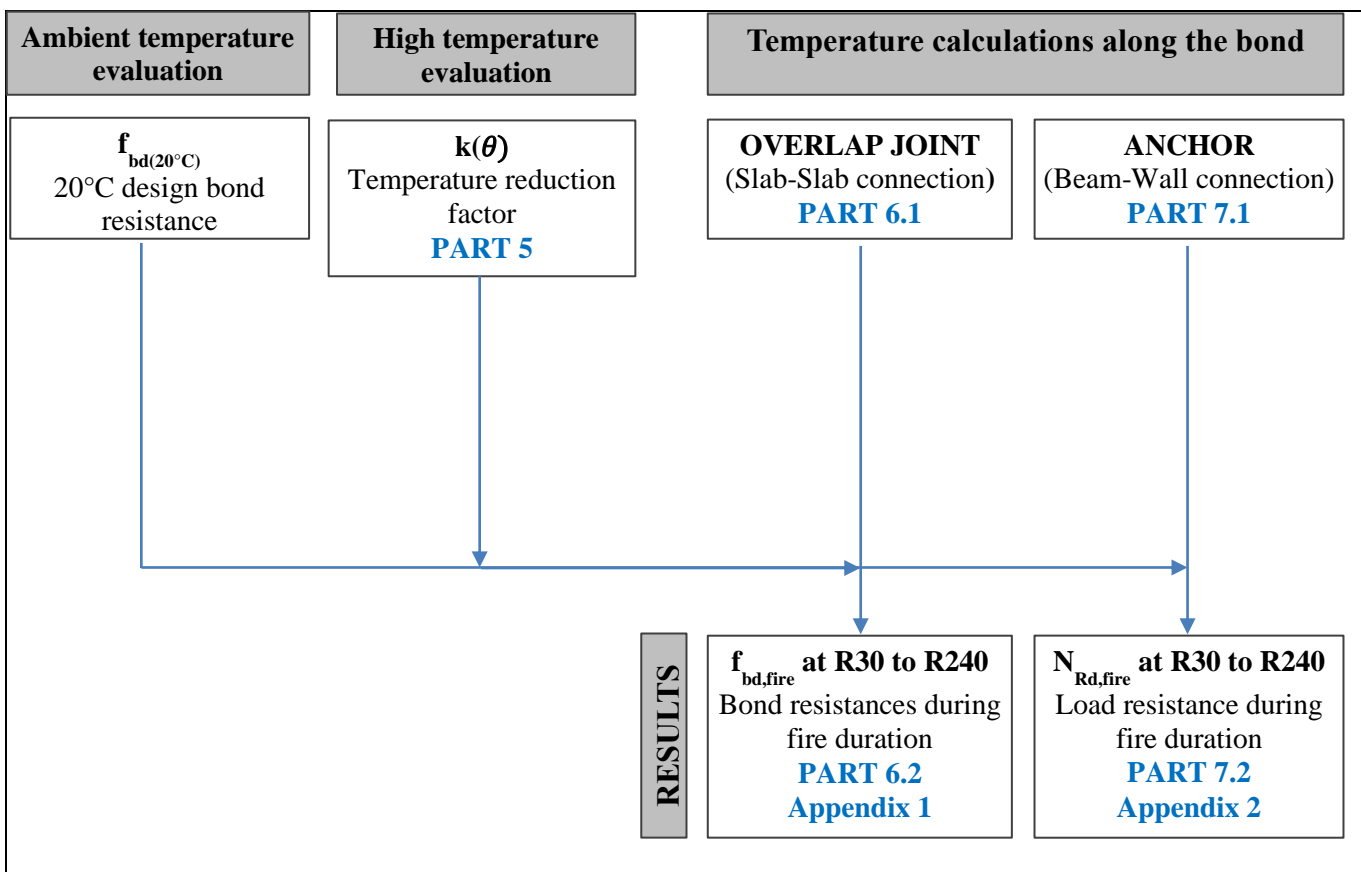 Ambient temperature
evaluation
High temperature
evaluation
Temperature calculations along the bond
f bd(20°C)
20°C design bond
resistance
k(θ)
Temperature reduction
factor
PART 5
OVERLAP JOINT
(Slab-Slab connection)
PART 6.1
ANCHOR
(Beam-Wall connection)
PART 7.1
RESULTS
f bd,fire at R30 to R240
Bond resistances during
fire duration
PART 6.2
Appendix 1
N Rd,fire at R30 to R240
Load resistance during
fire duration
PART 7.2
Appendix 2